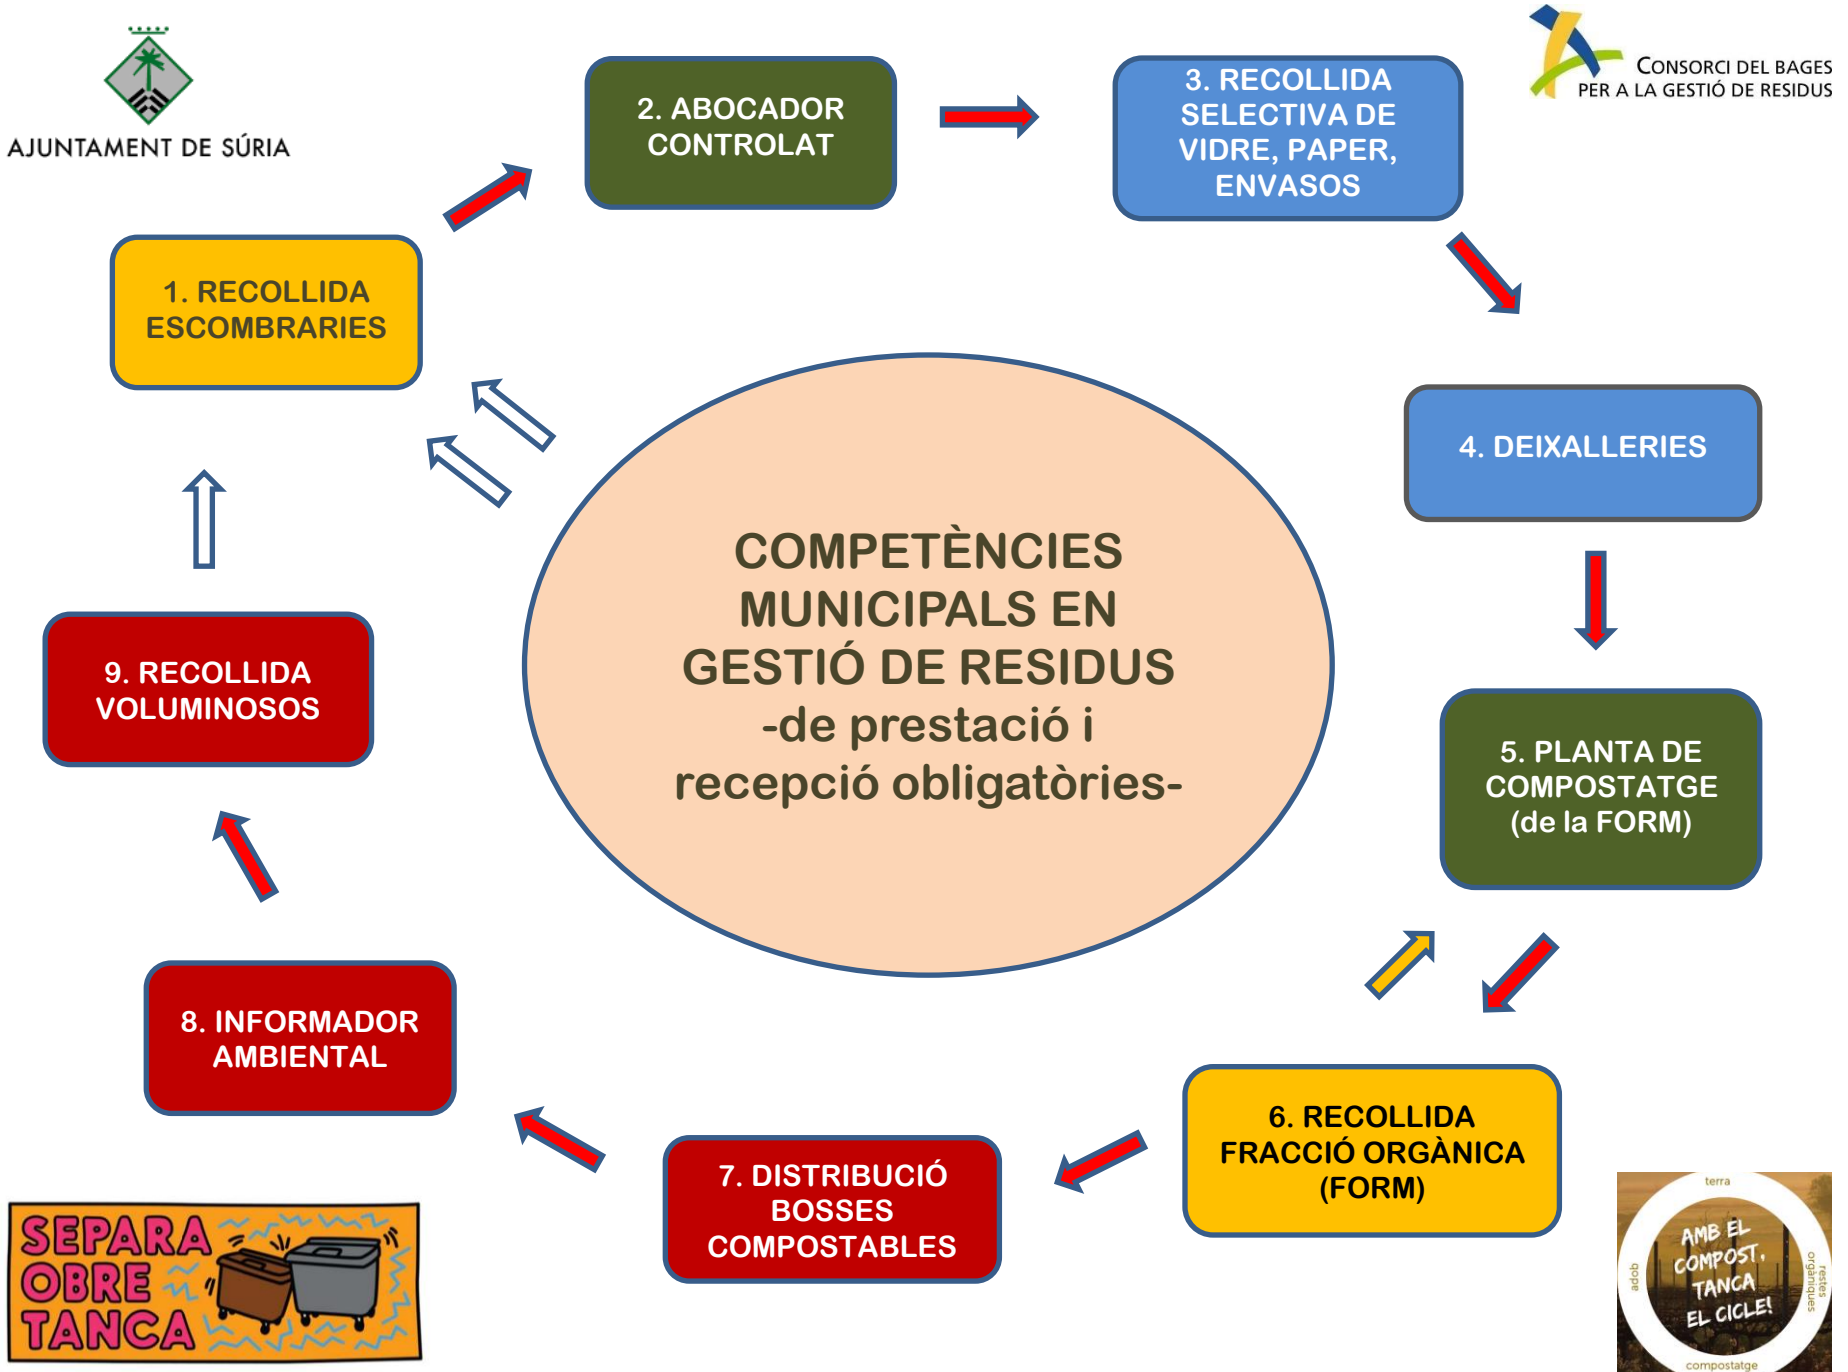 AJUNTAMENT DE SÚRIA
CONSORCI DEL BAGES
PER A LA GESTIÓ DE RESIDUS
1. RECOLLIDA
ESCOMBRARIES
2. ABOCADOR
CONTROLAT
3. RECOLLIDA
SELECTIVA DE
VIDRE, PAPER,
ENVASOS
4. DEIXALLERIES
5. PLANTA DE
COMPOSTATGE
(de la FORM)
6. RECOLLIDA
FRACCIÓ ORGÀNICA
(FORM)
7. DISTRIBUCIÓ
BOSSES
COMPOSTABLES
8. INFORMADOR
AMBIENTAL
9. RECOLLIDA
VOLUMINOSOS
COMPETÈNCIES
MUNICIPALS EN
GESTIÓ DE RESIDUS
-de prestació i
recepció obligatòries-
SEPARA
OBRE
TANCA
terra
AMB EL
COMPOST,
TANCA
EL CICLE!
adob
restes
orgàniques
compostatge